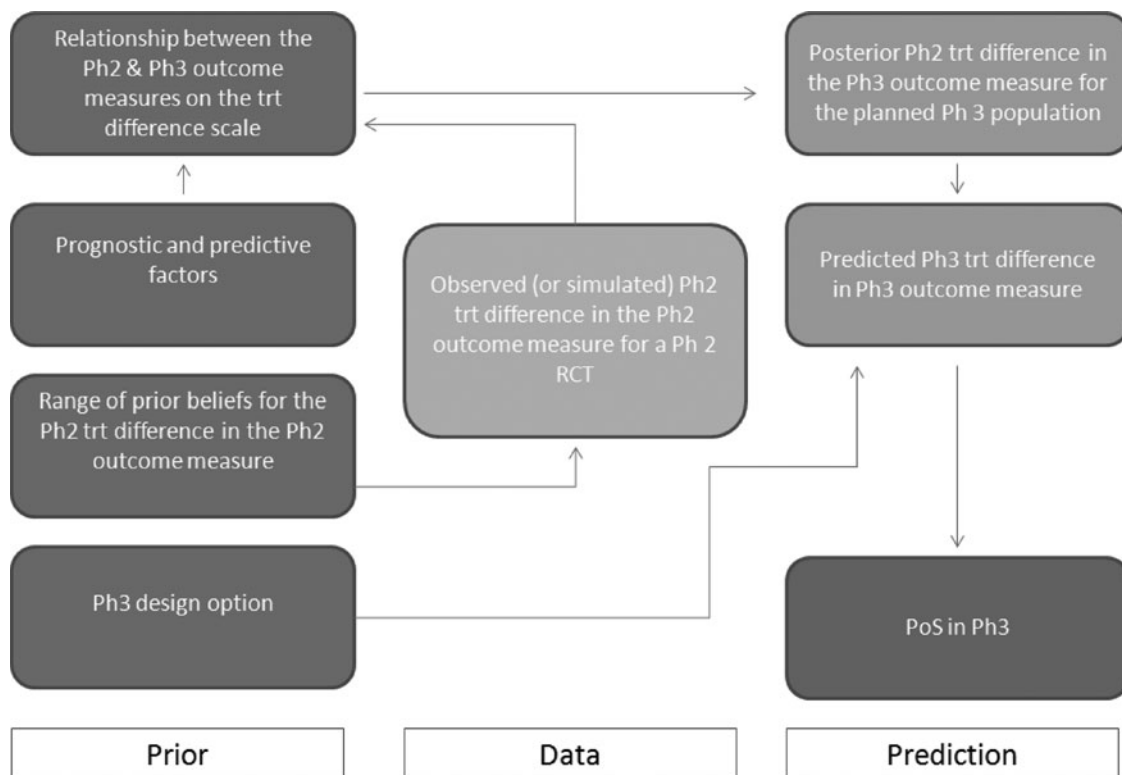 Relationship between the
Ph2 & Ph3 outcome
measures on the trt
difference scale
Prognostic and predictive
factors
Range of prior beliefs for the
Ph2 trt difference in the Ph2
outcome measure
Ph3 design option
Prior
Observed (or simulated) Ph2
trt difference in the Ph2
outcome measure for a Ph 2
RCT
Data
Posterior Ph2 trt difference in
the Ph3 outcome measure for
the planned Ph 3 population
Predicted Ph3 trt difference
in Ph3 outcome measure
PoS in Ph3
Prediction